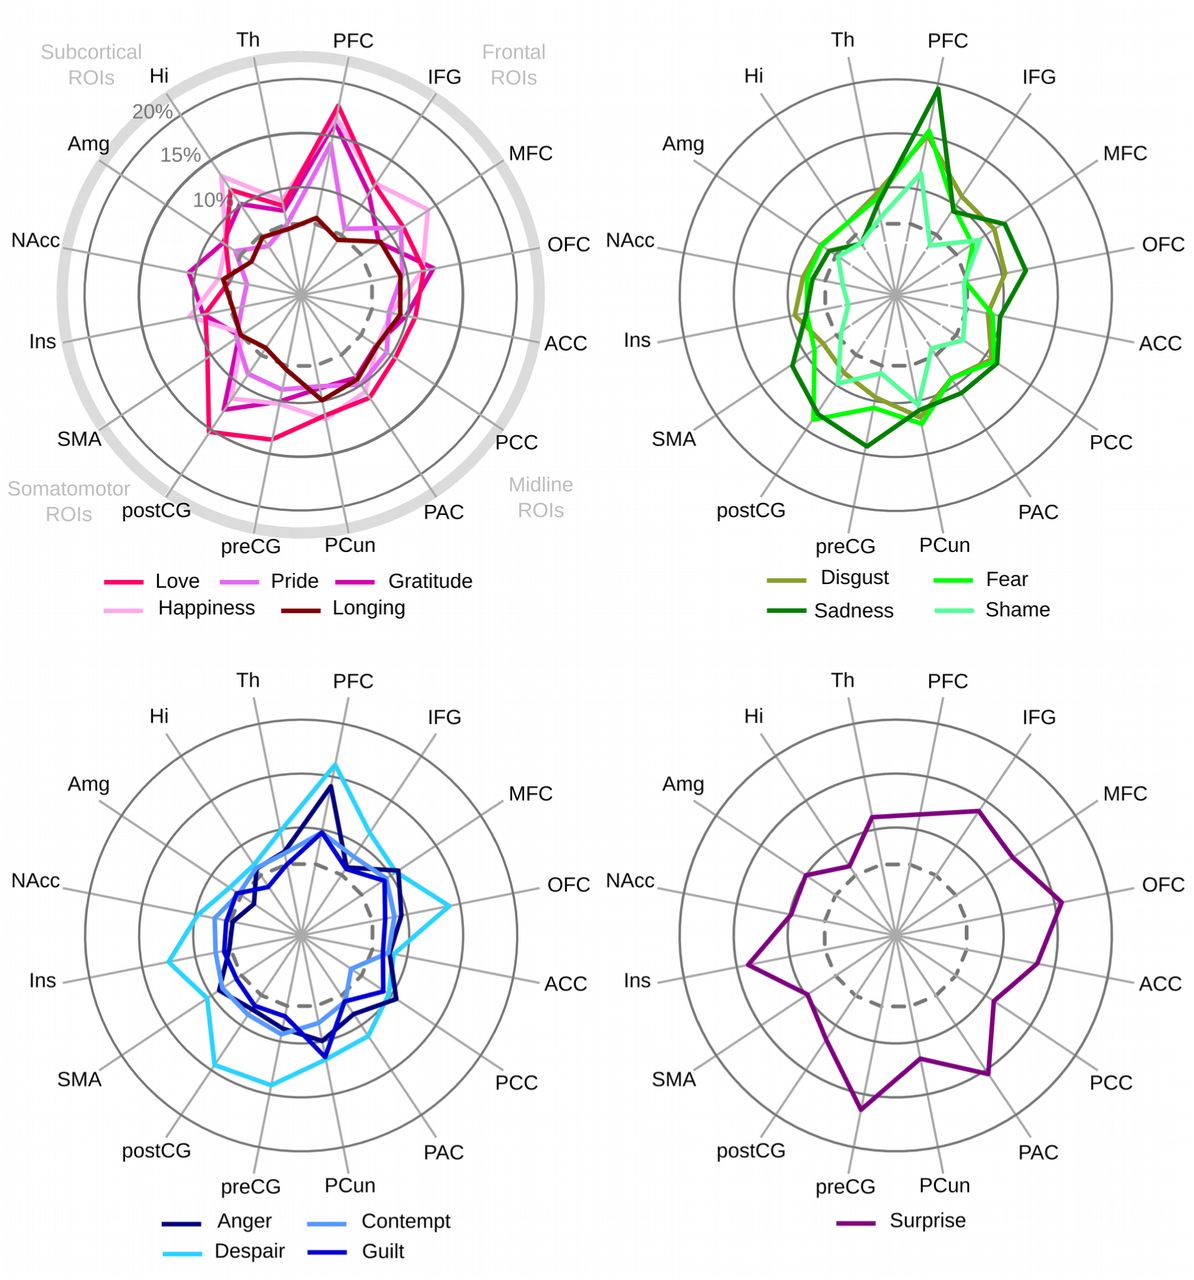 Th PFC
Subcortical
ROIs
Frontal
ROIs
Hi IFG
20%
Amg MFC
15%
10%
NAcc OFC
Ins ACC
SMA PCC
Somatomotor
ROIs
Midline
ROIs
postCG PAC
preCG PCun
Love Pride Gratitude
Happiness Longing
Th PFC
Hi IFG
Amg MFC
NAcc OFC
Ins ACC
SMA PCC
postCG PAC
preCG PCun
Disgust Fear
Sadness Shame
Th PFC
Hi IFG
Amg MFC
NAcc OFC
Ins ACC
SMA PCC
postCG PAC
preCG PCun
Anger Contempt
Despair Guilt
Th PFC
Hi IFG
Amg MFC
NAcc OFC
Ins ACC
SMA PCC
postCG PAC
preCG PCun
Surprise